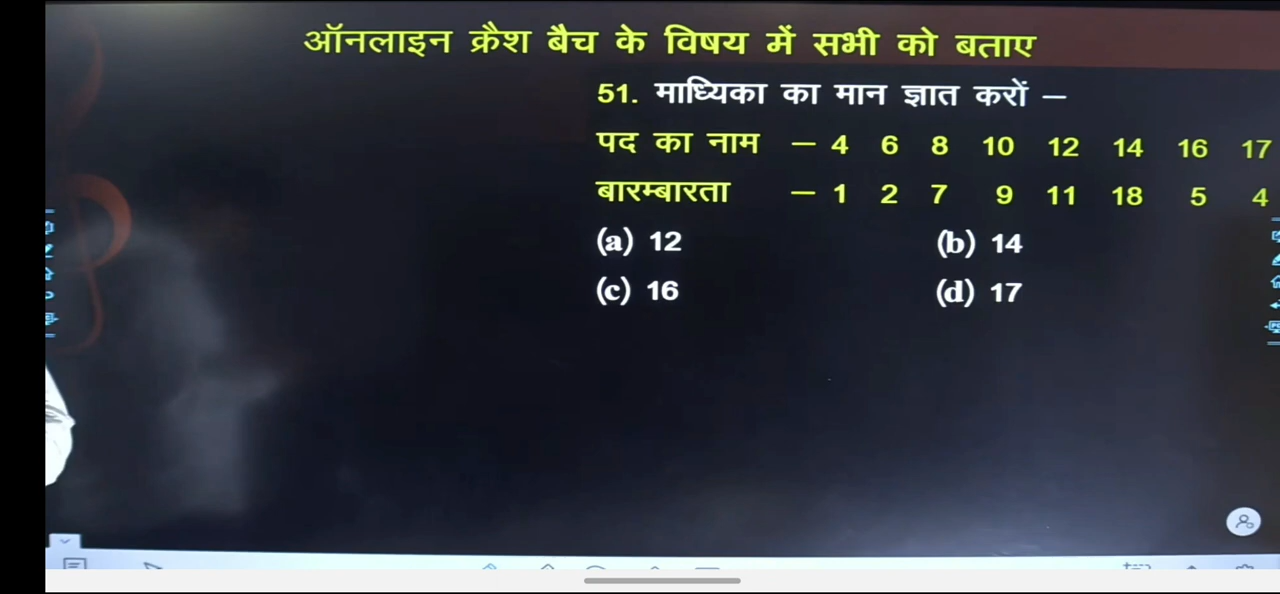 ऑनलाइन क्रैश बैच के विषय में सभी को बताए
51. माध्यिका का मान ज्ञात करों –
पद का नाम – 4 6 8 10 12 14 16 17
बारम्बारता – 1 2 7 9 11 18 5 4
(a) 12 (b) 14
(c) 16 (d) 17